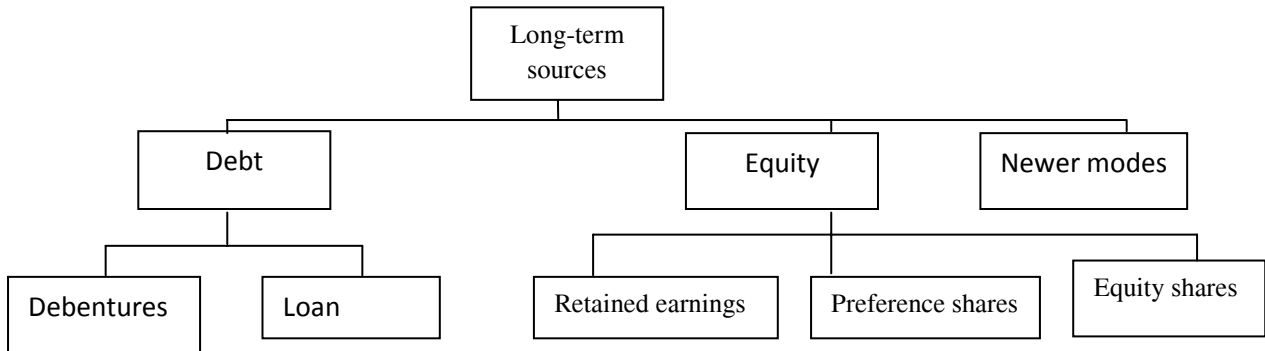 Long-term
sources
Debt
Equity
Newer modes
Debentures
Loan
Retained earnings
Preference shares
Equity shares